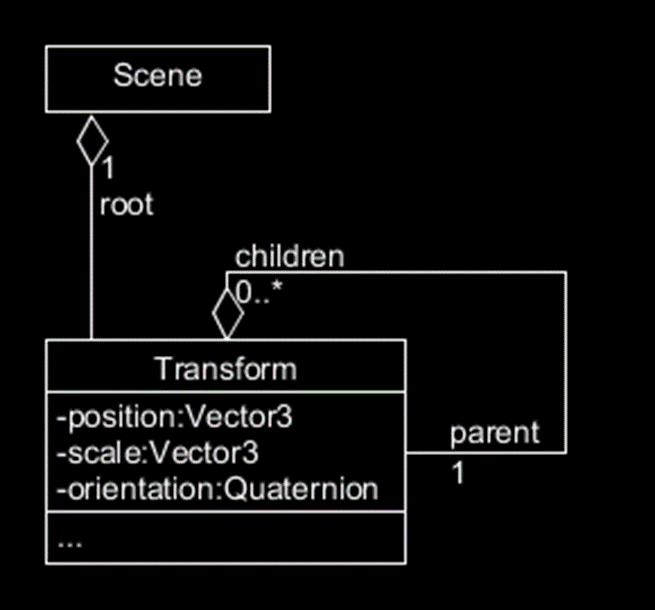 Scene
1
root
children
0..*
Transform
-position:Vector3
-scale:Vector3
-orientation:Quaternion
parent
1
...